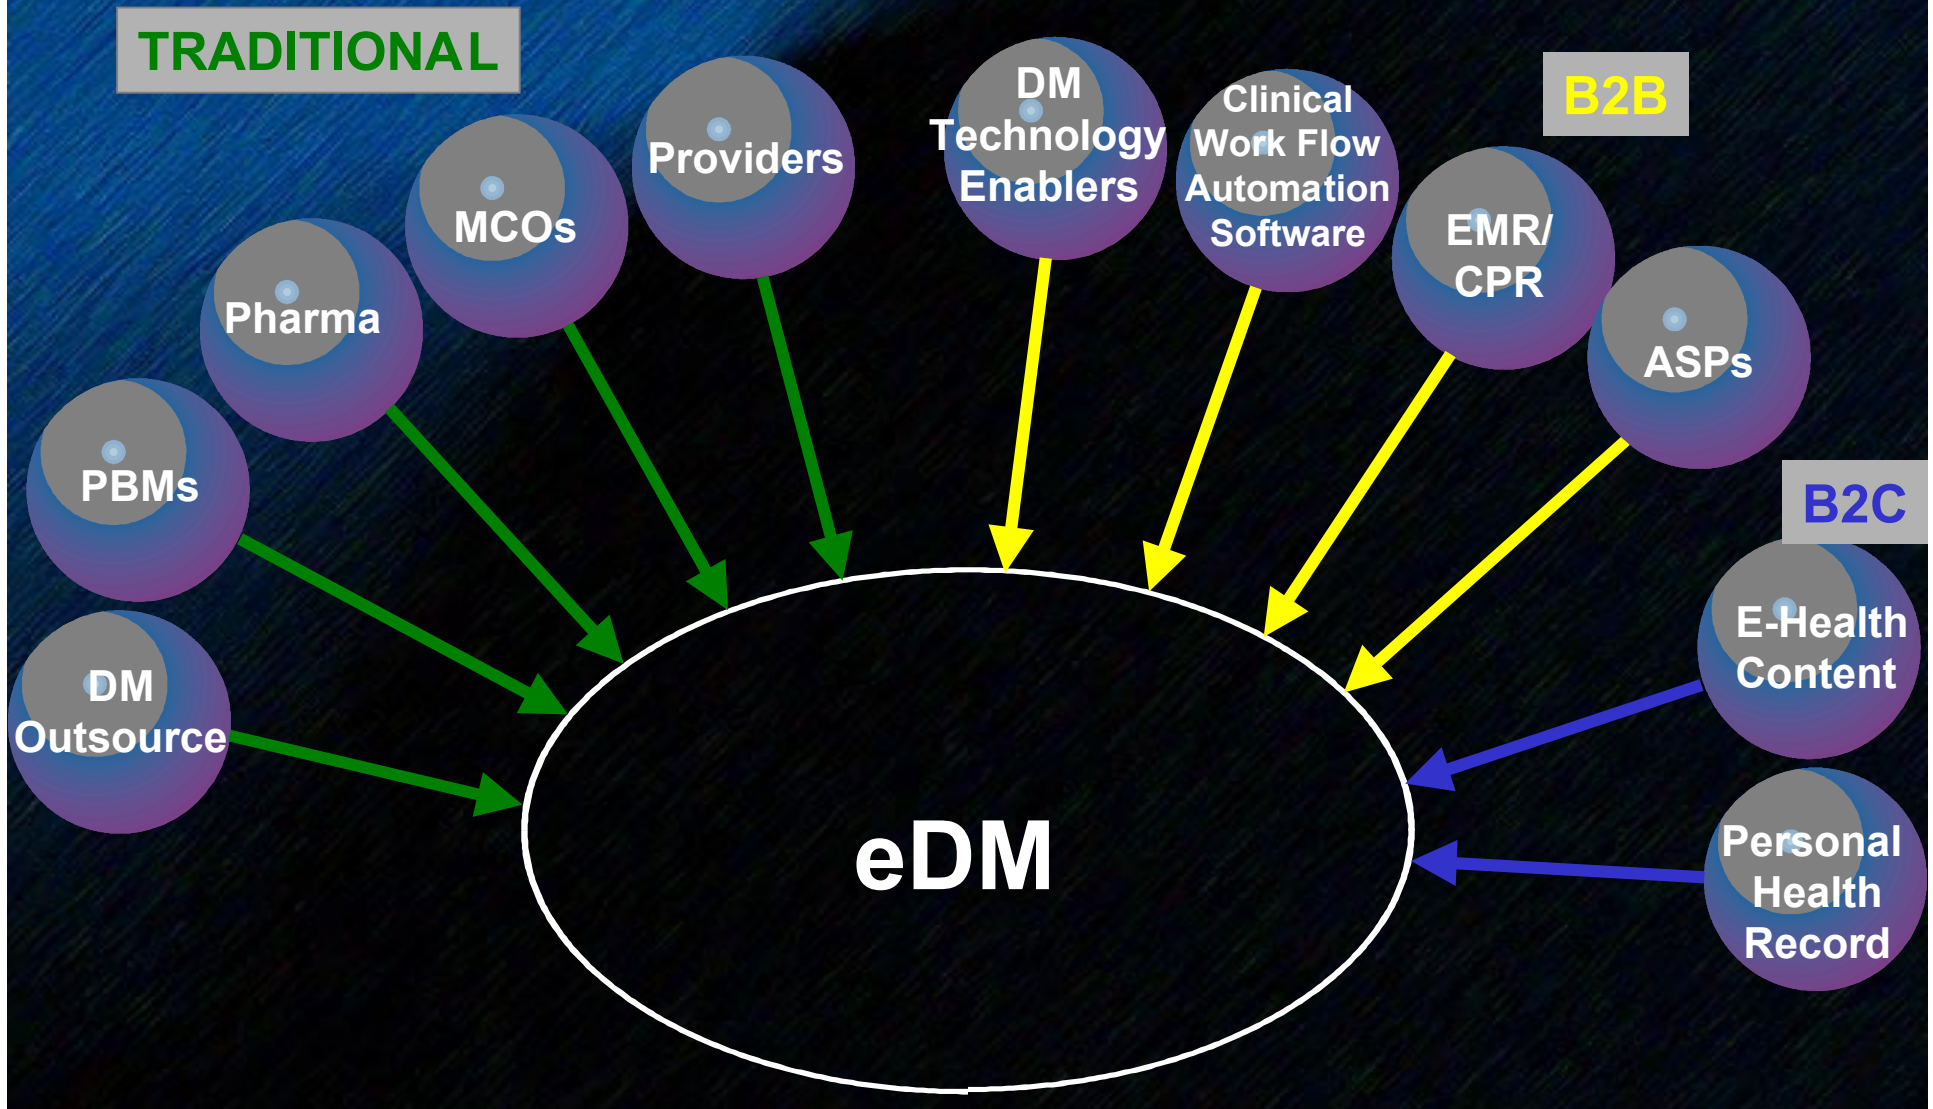 TRADITIONAL
B2B
B2C
DM
Outsource
PBMs
Pharma
MCOs
Providers
DM
Technology
Enablers
Clinical
Work Flow
Automation
Software
EMR/
CPR
ASPs
E-Health
Content
Personal
Health
Record
eDM